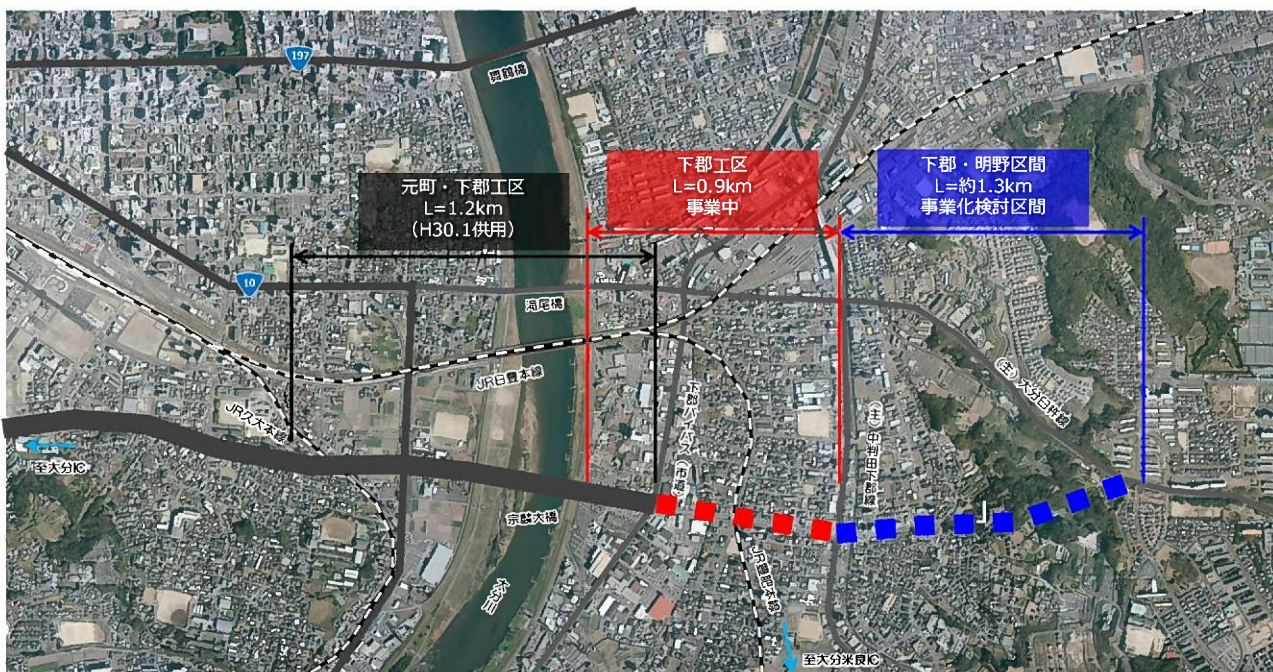 197
舞鶴橋
下郡工区
L=0.9km
事業中
下郡・明野区間
L=約1.3km
事業化検討区間
元町・下郡工区
L=1.2km
（H30.1供用）
10
滝尾橋
JR日豊本線
JR久大本線
下郡バイパス（市道）
（主）中判田下郡線
（主）大分臼杵線
至大分IC
宗麟大橋
大分川
JR豊肥本線
至大分米良IC